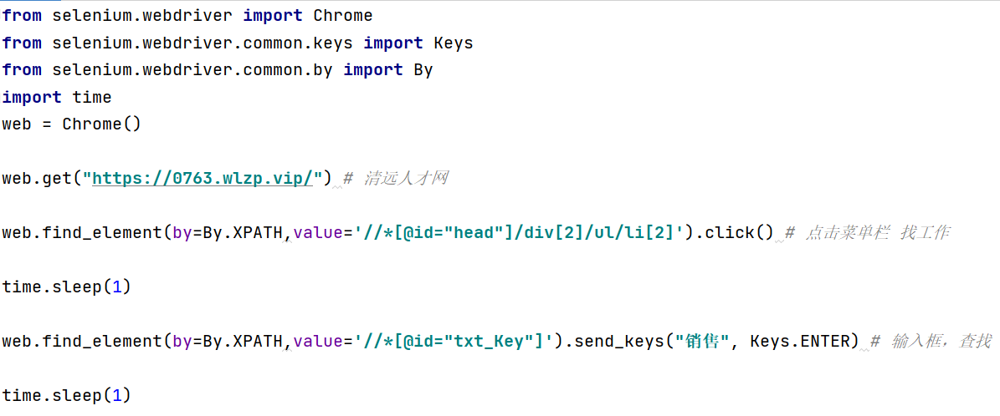 from selenium.webdriver import Chrome
from selenium.webdriver.common.keys import Keys
from selenium.webdriver.common.by import By
import time
web = Chrome()
web.get("https://0763.wlzp.vip/") # 清远人才网
web.find_element(by=By.XPATH,value='//*[@id="head"]/div[2]/ul/li[2]').click() # 点击菜单栏 找工作
time.sleep(1)
web.find_element(by=By.XPATH,value='//*[@id="txt_Key"]').send_keys("销售", Keys.ENTER) # 输入框，查找
time.sleep(1)